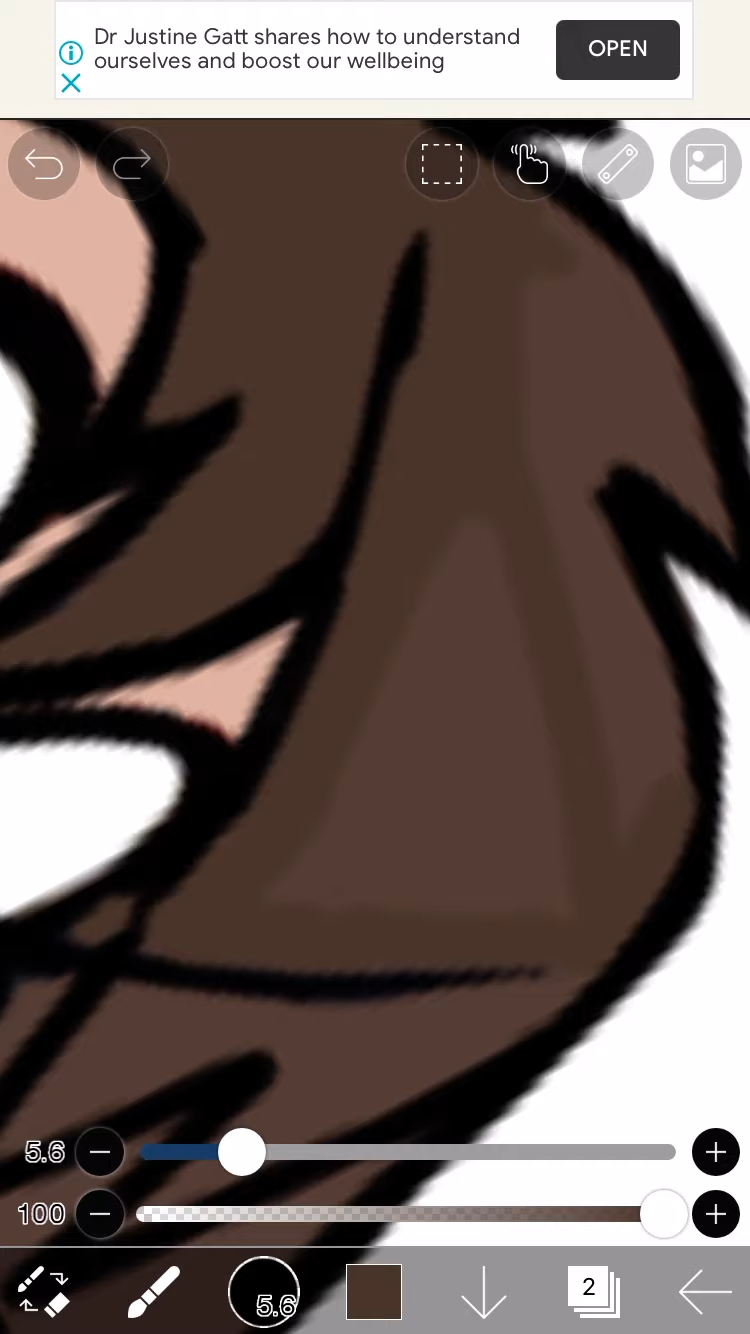 Dr Justine Gatt shares how to understand
ourselves and boost our wellbeing
OPEN
5.6
100
5.6
2